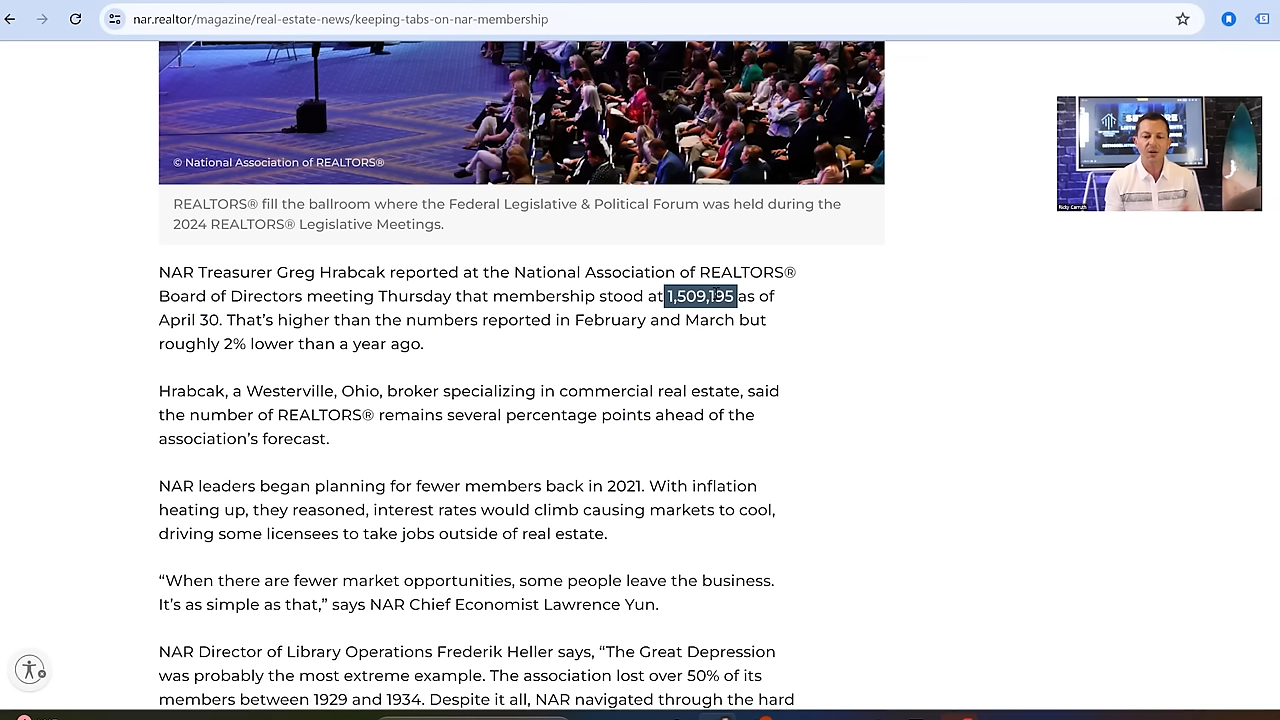 nar.realtor/magazine/real-estate-news/keeping-tabs-on-nar-membership
© National Association of REALTORS®
REALTORS® fill the ballroom where the Federal Legislative & Political Forum was held during the
2024 REALTORS® Legislative Meetings.
Ricky Carruth
NAR Treasurer Greg Hrabcak reported at the National Association of REALTORS®
Board of Directors meeting Thursday that membership stood at 1,509,195 as of
April 30. That’s higher than the numbers reported in February and March but
roughly 2% lower than a year ago.
Hrabcak, a Westerville, Ohio, broker specializing in commercial real estate, said
the number of REALTORS® remains several percentage points ahead of the
association’s forecast.
NAR leaders began planning for fewer members back in 2021. With inflation
heating up, they reasoned, interest rates would climb causing markets to cool,
driving some licensees to take jobs outside of real estate.
“When there are fewer market opportunities, some people leave the business.
It’s as simple as that,” says NAR Chief Economist Lawrence Yun.
NAR Director of Library Operations Frederik Heller says, “The Great Depression
was probably the most extreme example. The association lost over 50% of its
members between 1929 and 1934. Despite it all, NAR navigated through the hard